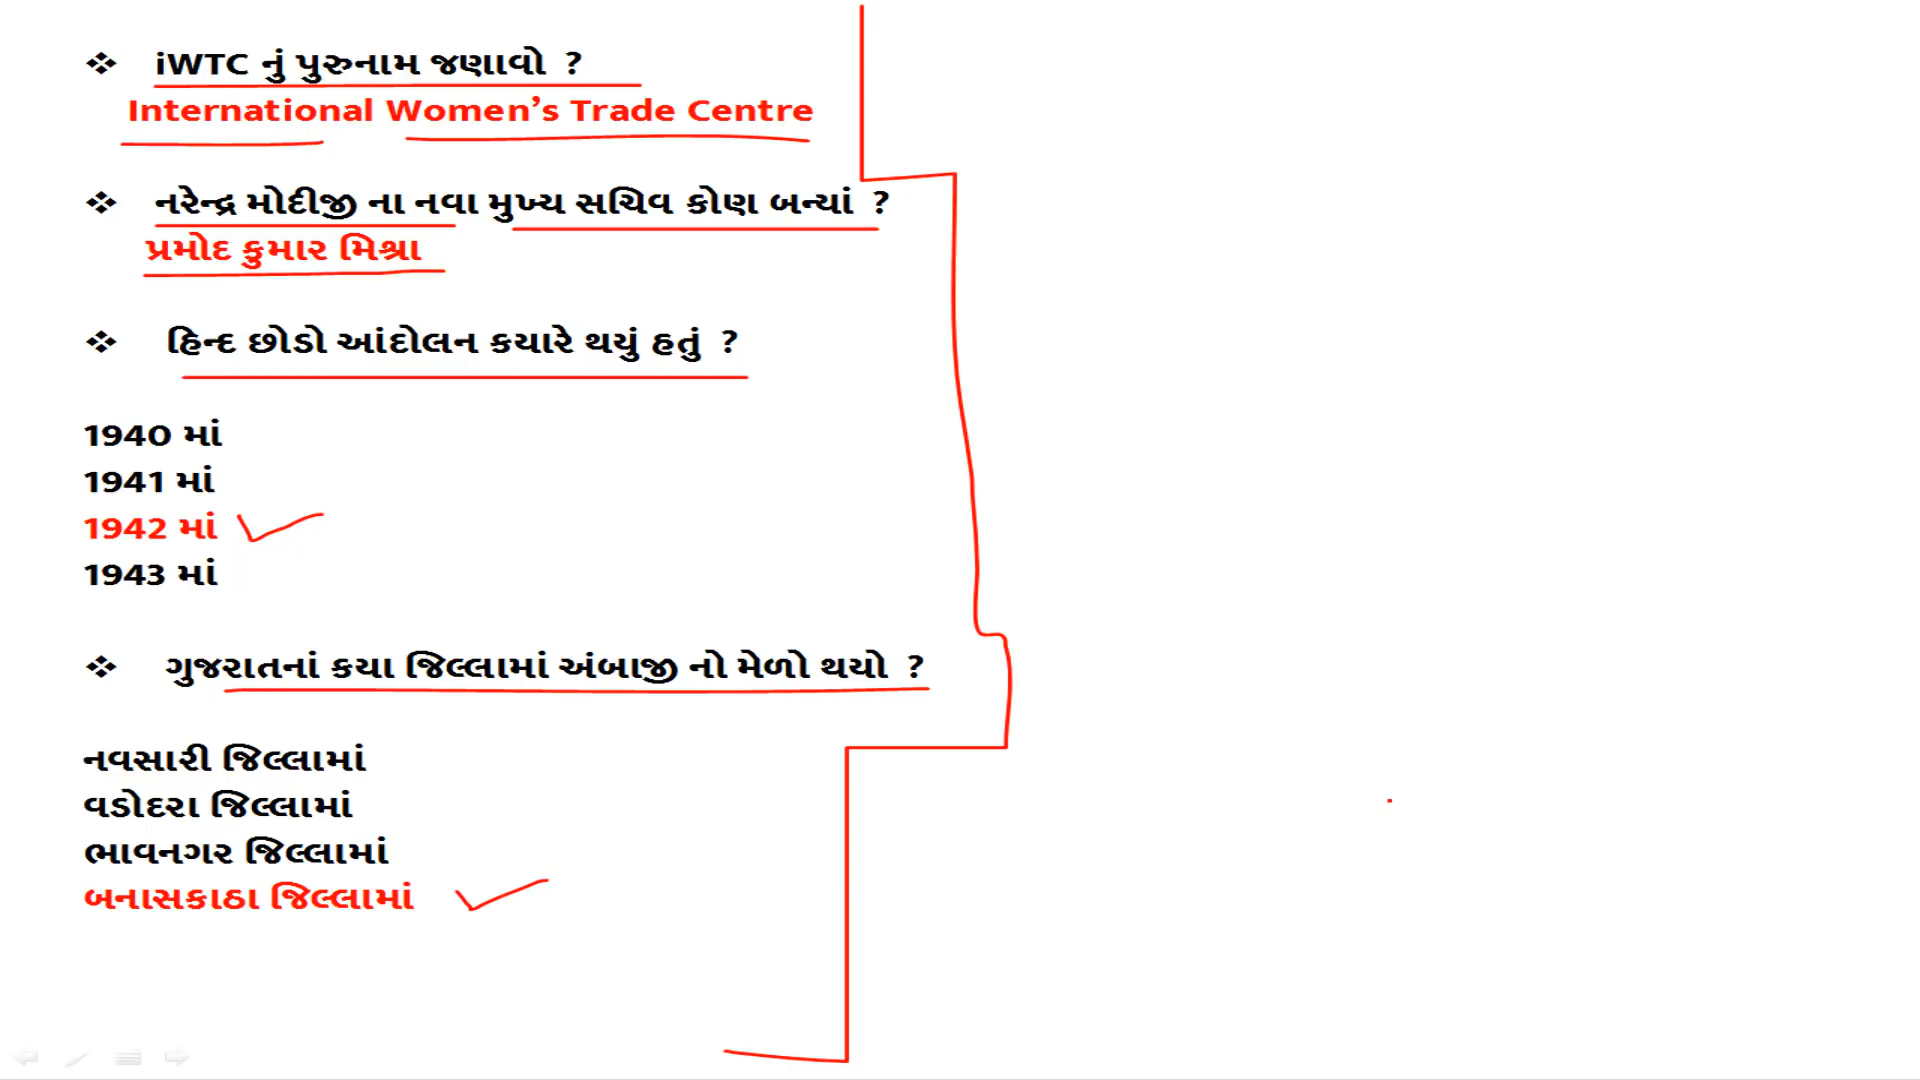 ❖ iWTC નું પુરુનામ જણાવો ?
International Women’s Trade Centre
❖ નરેન્દ્ર મોદીજી ના નવા મુખ્ય સચિવ કોણ બન્યાં ?
પ્રમોદ કુમાર મિશ્રા
❖ હિન્દ છોડો આંદોલન કયારે થયું હતું ?
1940 માં
1941 માં
1942 માં
1943 માં
❖ ગુજરાતનાં કયા જિલ્લામાં અંબાજી નો મેળો થયો ?
નવસારી જિલ્લામાં
વડોદરા જિલ્લામાં
ભાવનગર જિલ્લામાં
બનાસકાઠા જિલ્લામાં